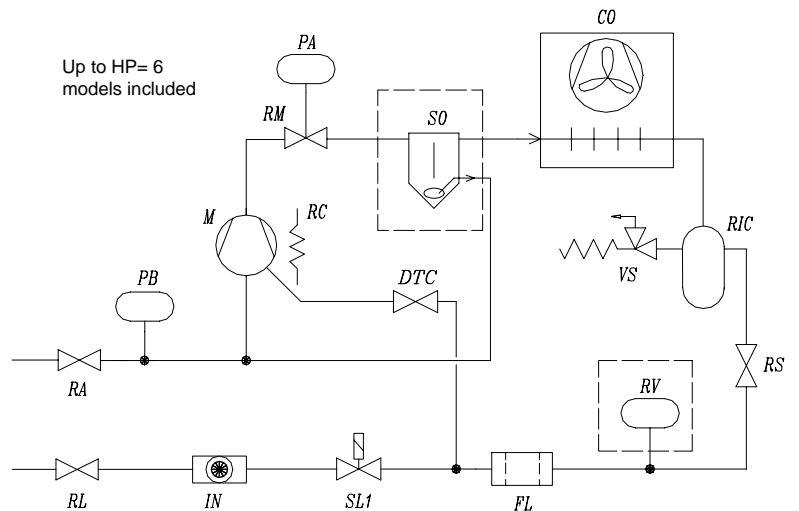 CO
PA
Up to HP= 6
models included
RM
SO
M
RC
RIC
VS
PB
DTC
RA
RV
RS
RL
IN
SL1
FL